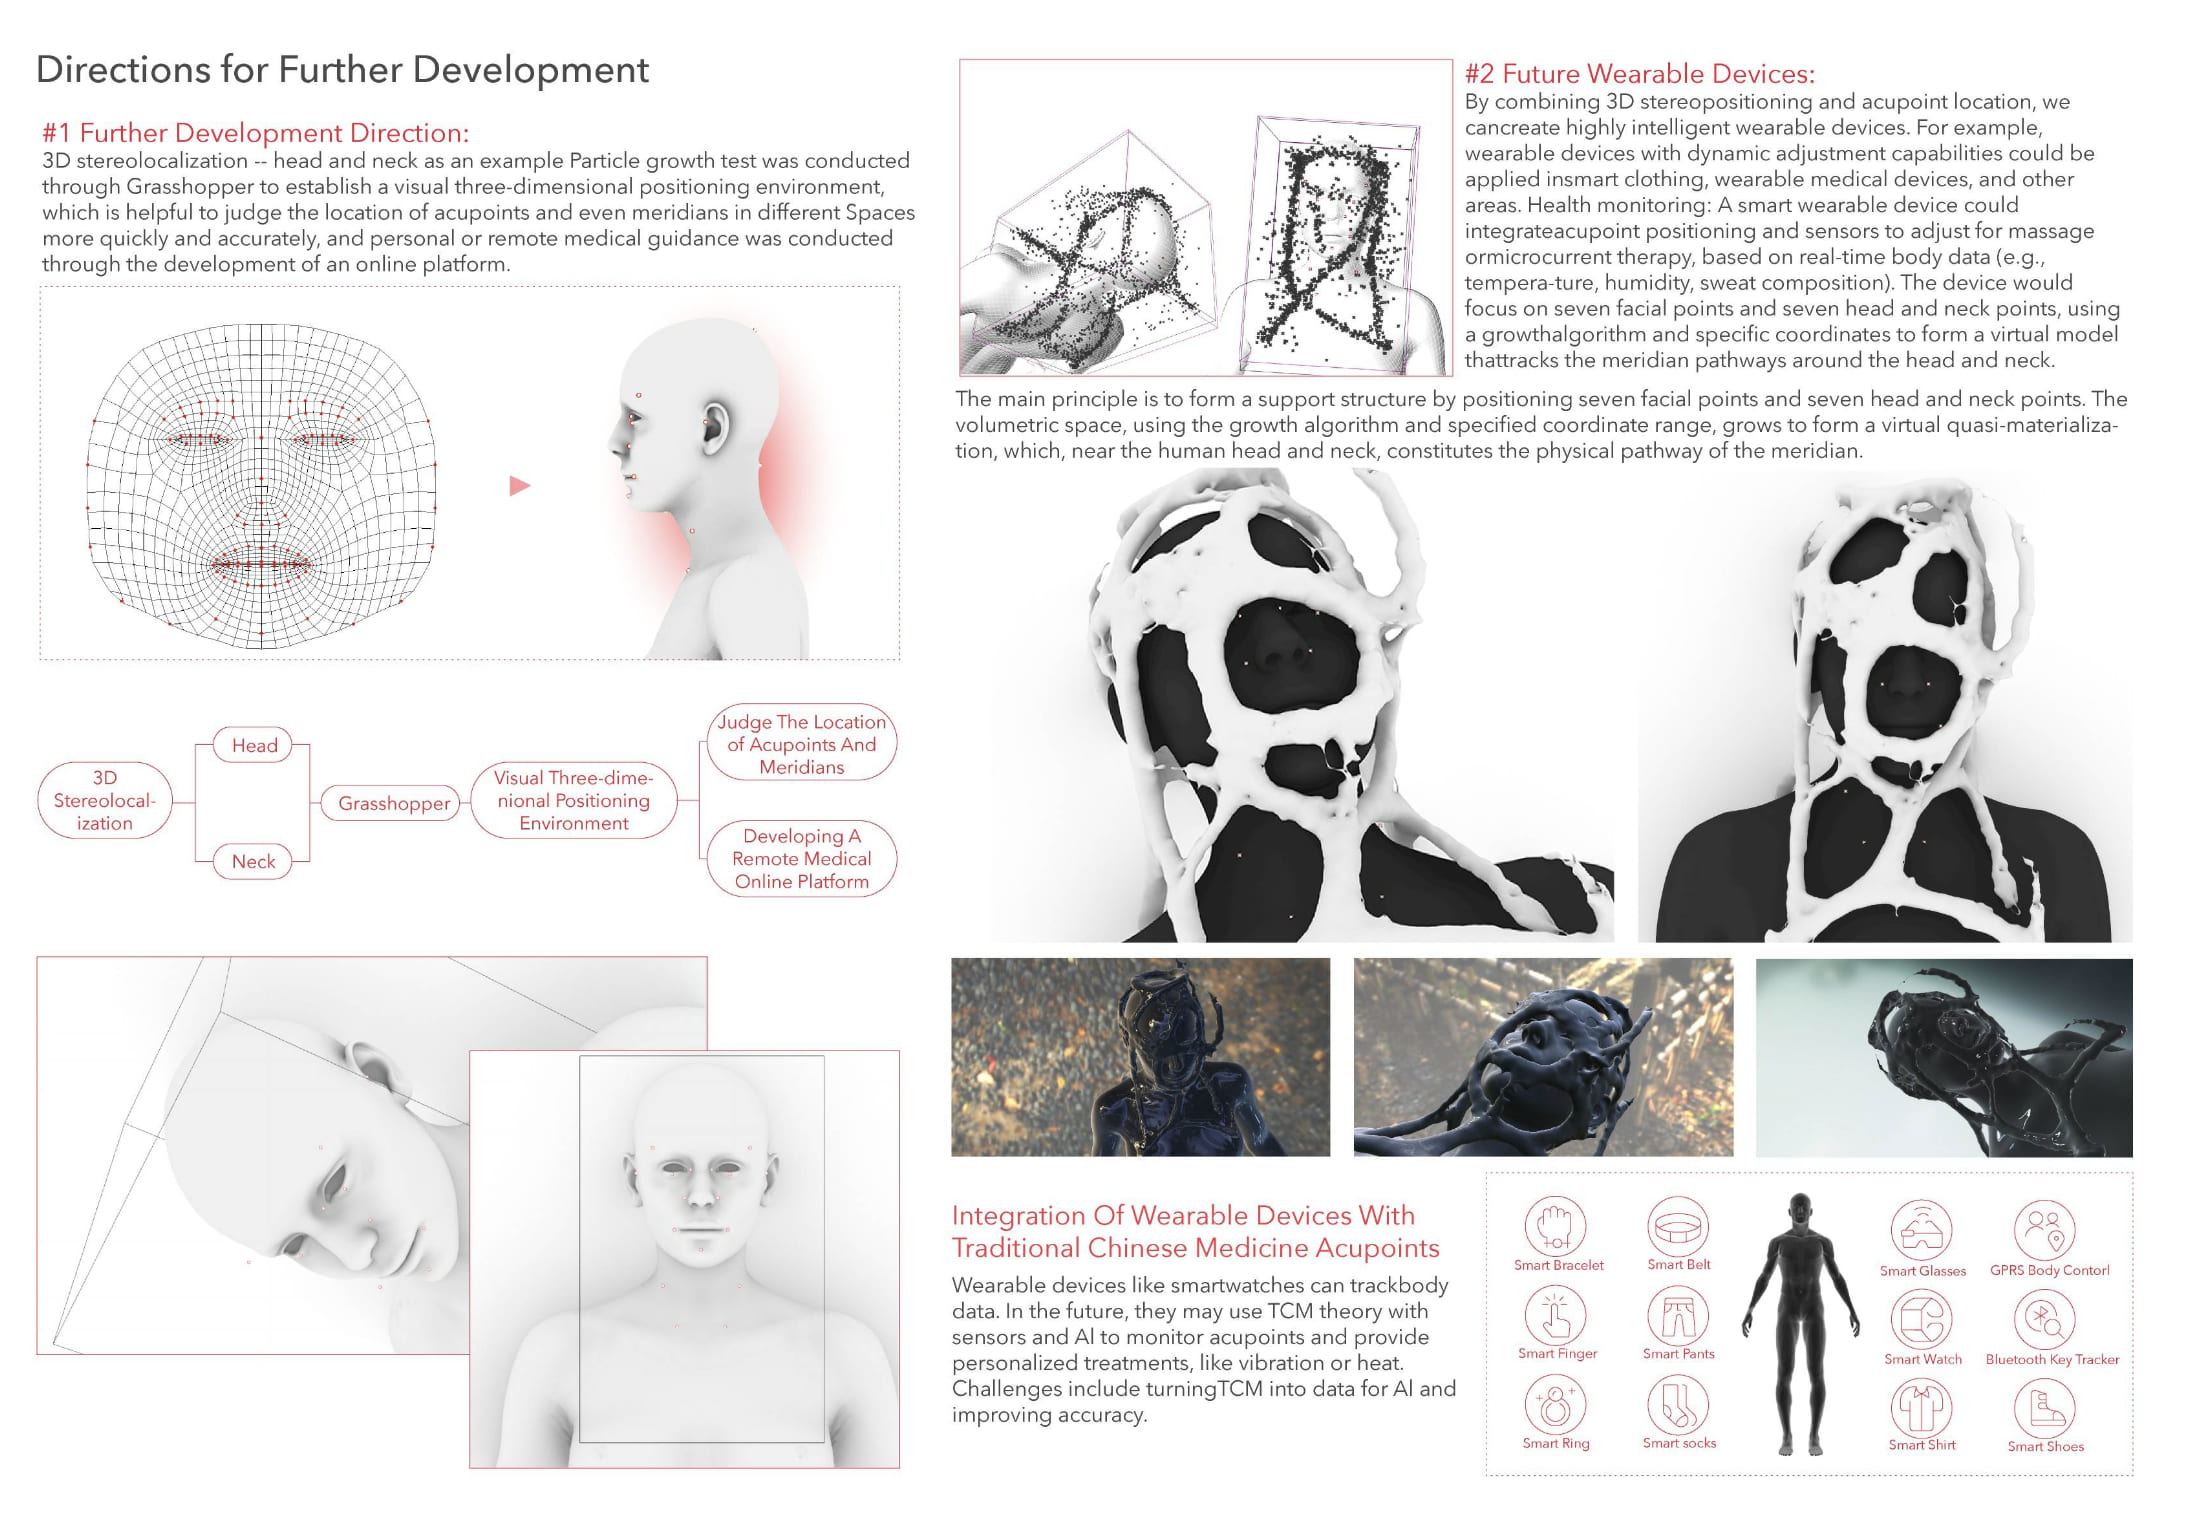 Directions for Further Development
#1 Further Development Direction:
3D stereolocalization -- head and neck as an example Particle growth test was conducted
through Grasshopper to establish a visual three-dimensional positioning environment,
which is helpful to judge the location of acupoints and even meridians in different Spaces
more quickly and accurately, and personal or remote medical guidance was conducted
through the development of an online platform.
3D
Stereolocal-
ization
Head
Neck
Grasshopper
Visual Three-dime-
nional Positioning
Environment
Judge The Location
of Acupoints And
Meridians
Developing A
Remote Medical
Online Platform
#2 Future Wearable Devices:
By combining 3D stereopositioning and acupoint location, we
cancreate highly intelligent wearable devices. For example,
wearable devices with dynamic adjustment capabilities could be
applied insmart clothing, wearable medical devices, and other
areas. Health monitoring: A smart wearable device could
integrateacupoint positioning and sensors to adjust for massage
ormicrocurrent therapy, based on real-time body data (e.g.,
tempera-ture, humidity, sweat composition). The device would
focus on seven facial points and seven head and neck points, using
a growthalgorithm and specific coordinates to form a virtual model
thattracks the meridian pathways around the head and neck.
The main principle is to form a support structure by positioning seven facial points and seven head and neck points. The
volumetric space, using the growth algorithm and specified coordinate range, grows to form a virtual quasi-materializa-
tion, which, near the human head and neck, constitutes the physical pathway of the meridian.
Integration Of Wearable Devices With
Traditional Chinese Medicine Acupoints
Wearable devices like smartwatches can trackbody
data. In the future, they may use TCM theory with
sensors and Al to monitor acupoints and provide
personalized treatments, like vibration or heat.
Challenges include turningTCM into data for Al and
improving accuracy.
Smart Bracelet
Smart Belt
Smart Glasses
GPRS Body Contorl
Smart Finger
Smart Pants
Smart Watch
Bluetooth Key Tracker
Smart Ring
Smart socks
Smart Shirt
Smart Shoes